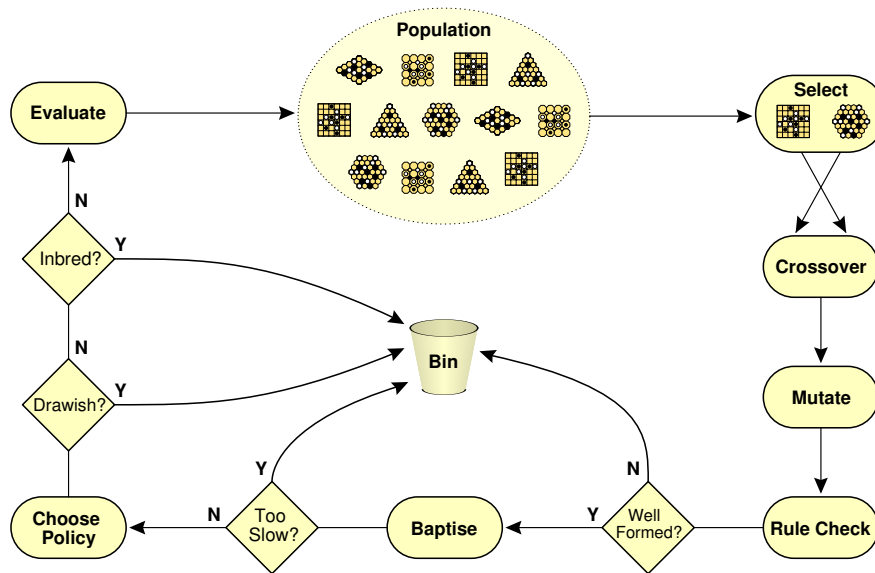 Population
Evaluate
Select
N
Inbred?
Y
Crossover
N
Bin
Drawish?
Y
Mutate
Y
N
Choose
Policy
N
Too
Slow?
Baptise
Y
Well
Formed?
Rule Check